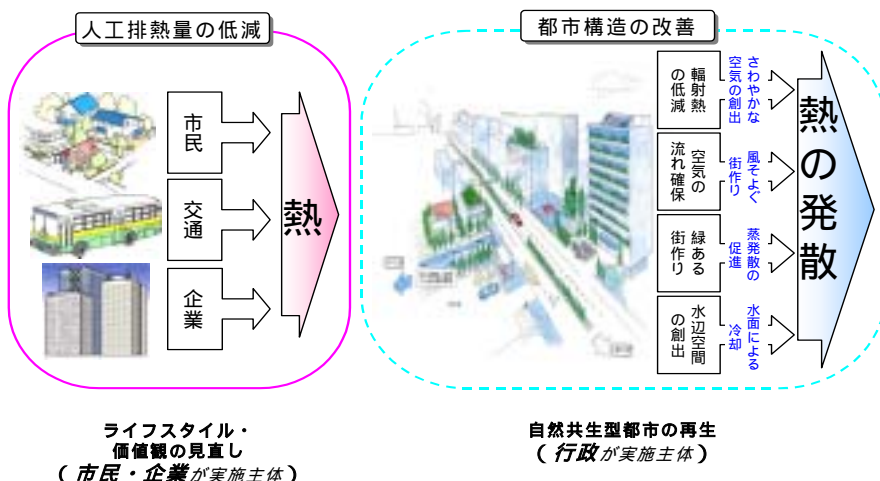 人工排熱量の低減
市民
交通
企業
熱
ライフスタイル・
価値観の見直し
(市民・企業が実施主体)
都市構造の改善
輻射熱
の低減
さわやかな
空気の創出
空気の
流れ確保
風そよぐ
街作り
緑ある
街作り
蒸発散の
促進
水辺空間
の創出
水面による
冷却
熱の発散
自然共生型都市の再生
(行政が実施主体)